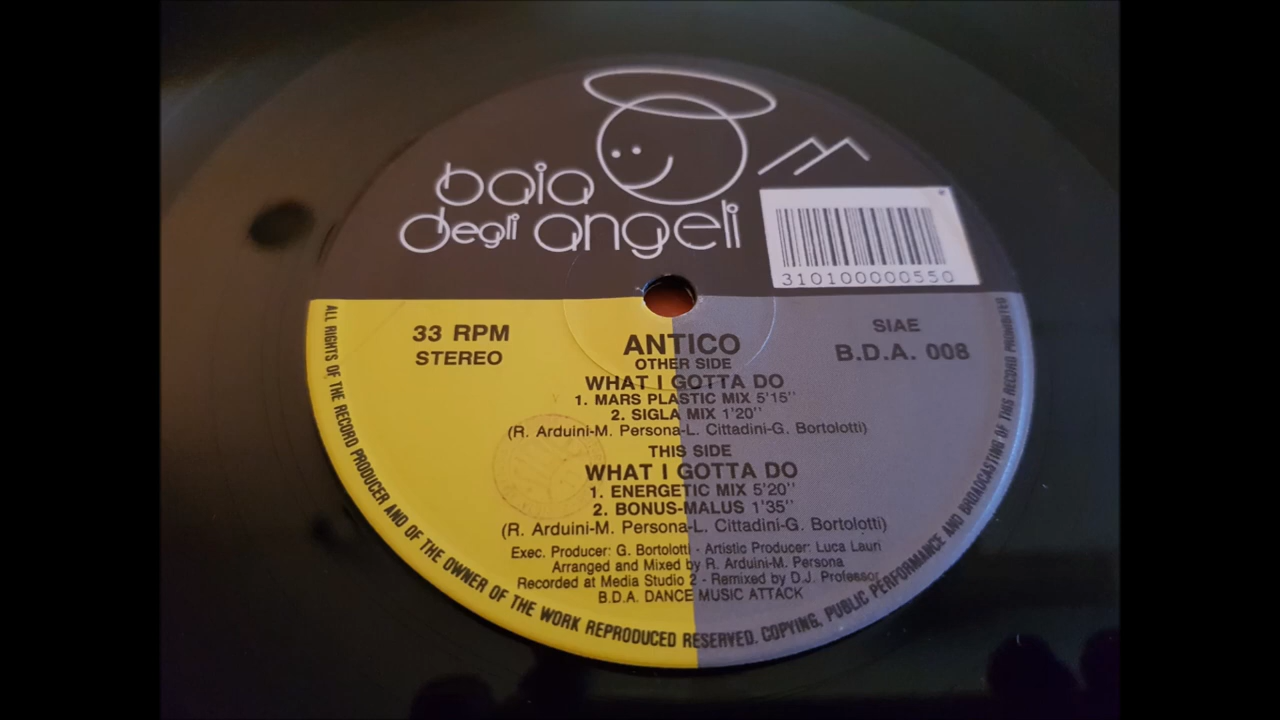 baia
degli angeli
310100000550
33 RPM
STEREO
SIAE
B.D.A. 008
ANTICO
OTHER SIDE
WHAT I GOTTA DO
1. MARS PLASTIC MIX 5'15''
2. SIGLA MIX 1'20''
(R. Arduini-M. Persona-L. Cittadini-G. Bortolotti)
THIS SIDE
WHAT I GOTTA DO
1. ENERGETIC MIX 5'20''
2. BONUS-MALUS 1'35''
(R. Arduini-M. Persona-L. Cittadini-G. Bortolotti)
Exec. Producer: G. Bortolotti - Artistic Producer: Luca Lauri
Arranged and Mixed by R. Arduini-M. Persona
Recorded at Media Studio 2 - Remixed by D.J. Professor
B.D.A. DANCE MUSIC ATTACK
ALL RIGHTS OF THE RECORD PRODUCER AND OF THE OWNER OF THE WORK REPRODUCED RESERVED. COPYING, PUBLIC PERFORMANCE AND BROADCASTING OF THIS RECORD PROHIBITED